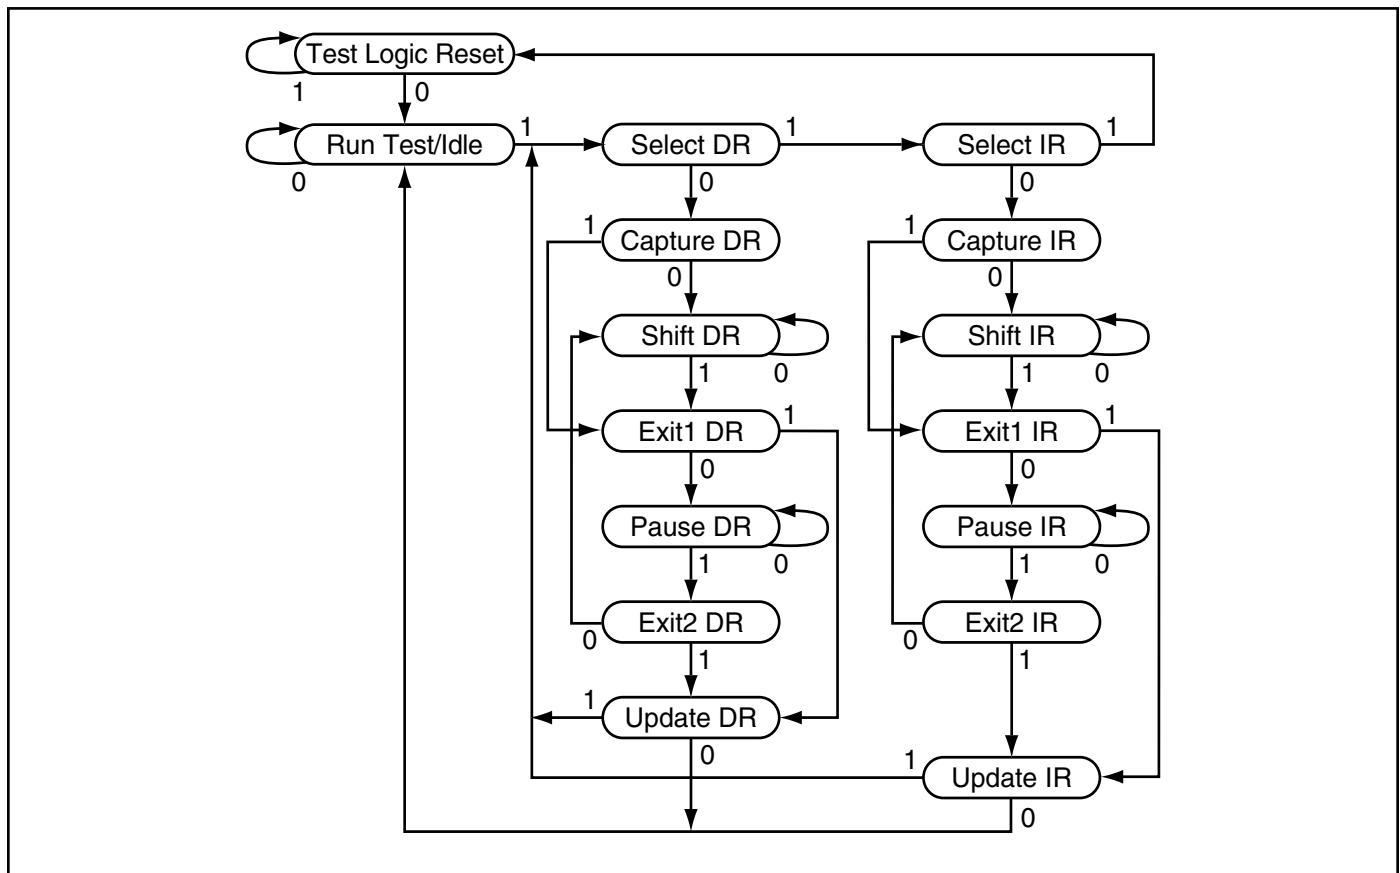 Test Logic Reset
1 0
Run Test/Idle 1 Select DR 1 Select IR 1
0 0 0
1 Capture DR 1 Capture IR
0 0
Shift DR Shift IR
1 0 1 0
Exit1 DR 1 Exit1 IR 1
0 0
Pause DR Pause IR
1 0 1 0
Exit2 DR Exit2 IR
0 1 0 1
1 Update DR
0 1 Update IR
0